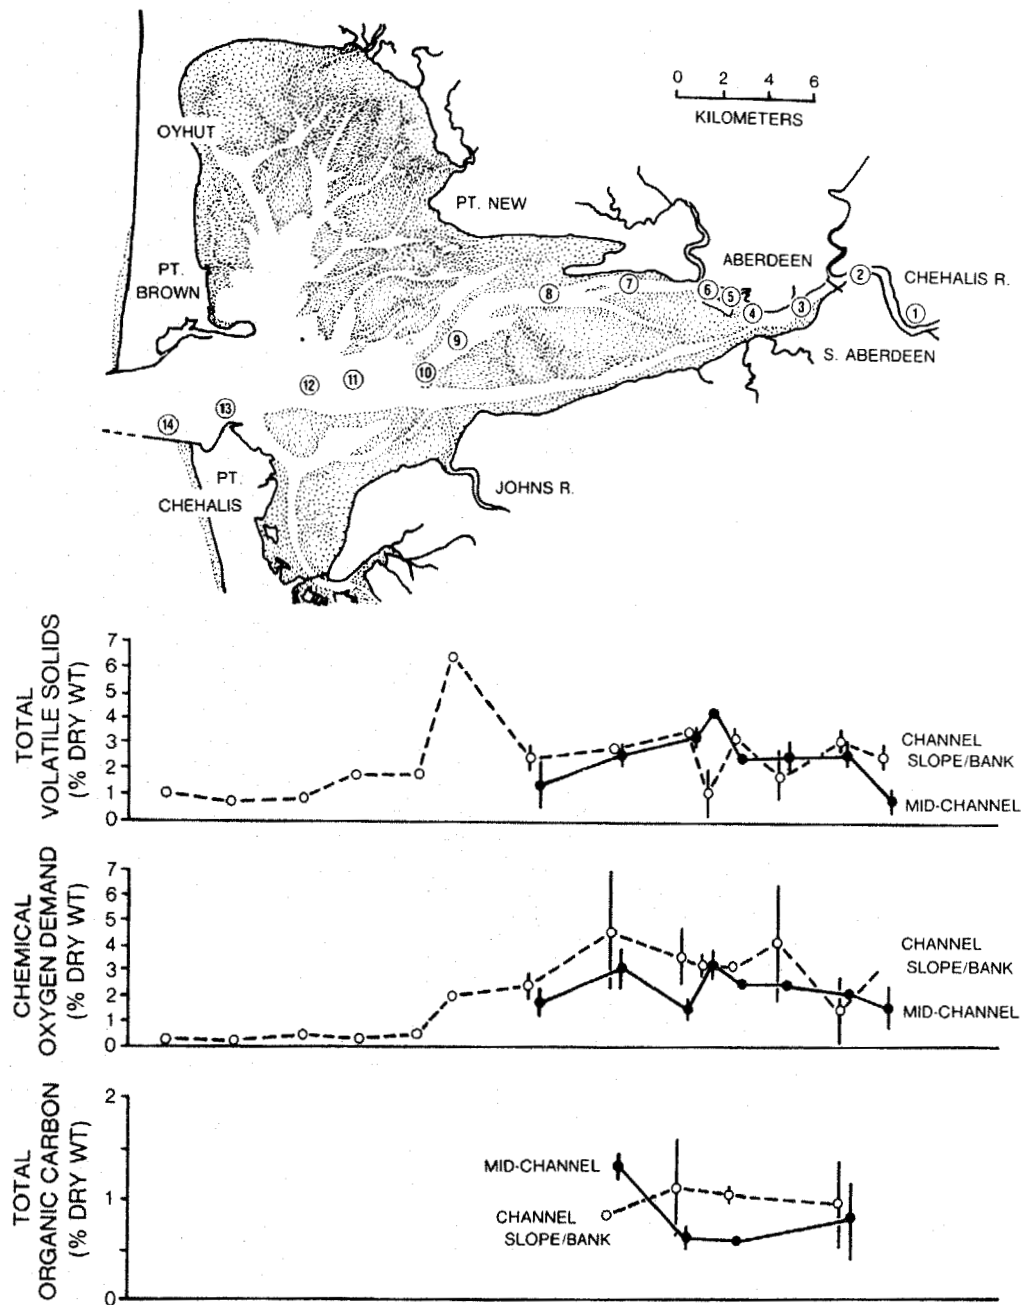 0 2 4 6
KILOMETERS
OYHUT
PT. NEW
PT.
BROWN
ABERDEEN
CHEHALIS R.
S. ABERDEEN
1
2
3
4
5
6
7
8
9
10
11
12
13
14
PT.
CHEHALIS
JOHNS R.
TOTAL
VOLATILE SOLIDS
(% DRY WT)
7
6
5
4
3
2
1
0
CHANNEL
SLOPE/BANK
MID-CHANNEL
CHEMICAL
OXYGEN DEMAND
(% DRY WT)
7
6
5
4
3
2
1
0
CHANNEL
SLOPE/BANK
MID-CHANNEL
TOTAL
ORGANIC CARBON
(% DRY WT)
2
1
0
MID-CHANNEL
CHANNEL
SLOPE/BANK